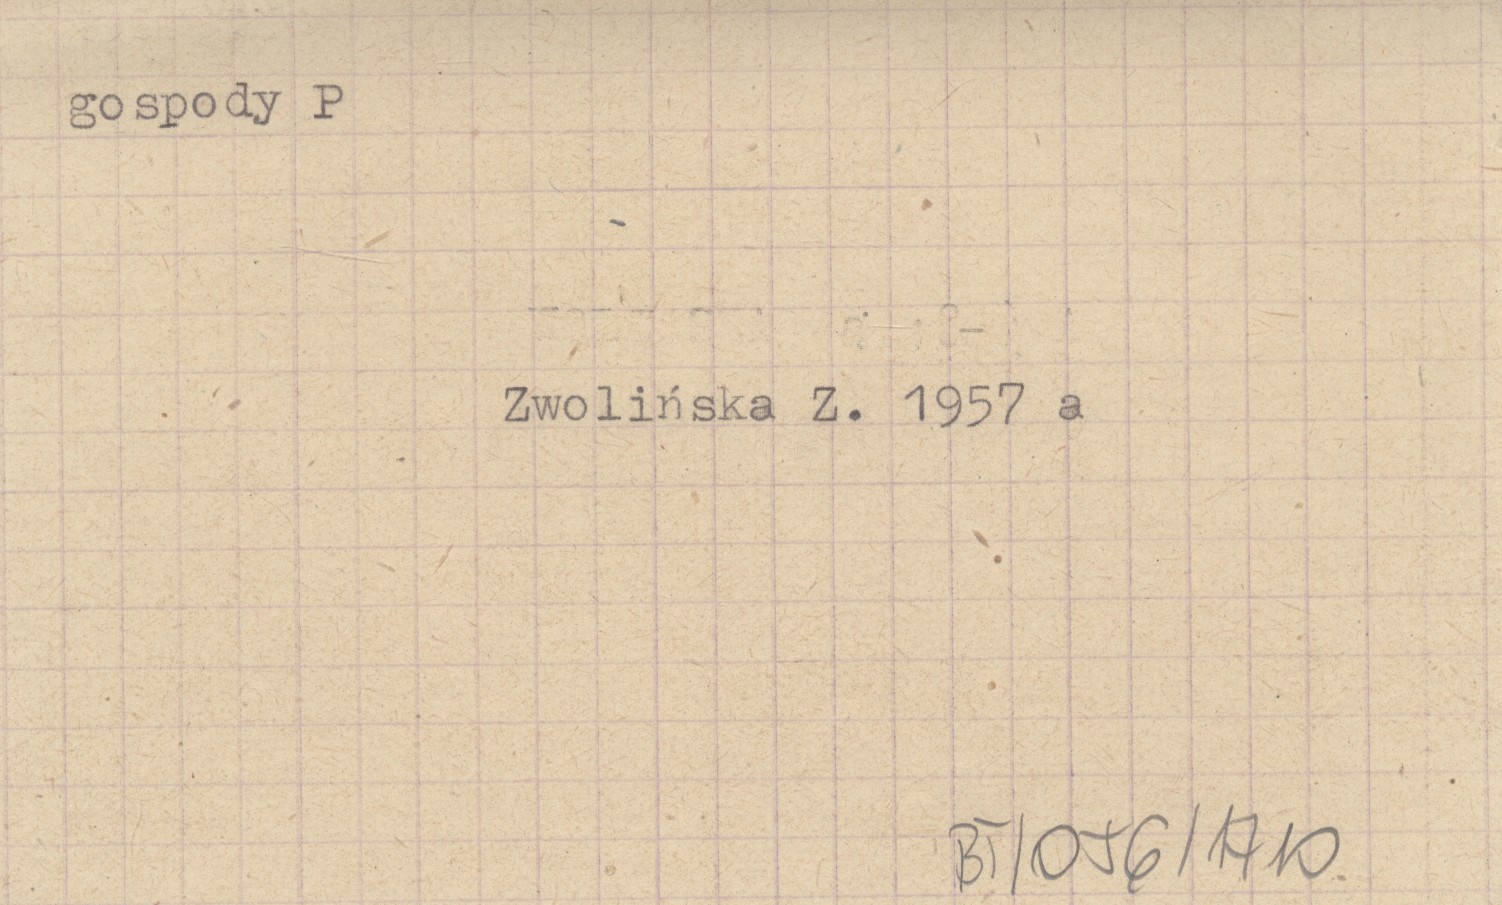 gospody P
Zwolińska Z. 1957 a
BT/056/1710